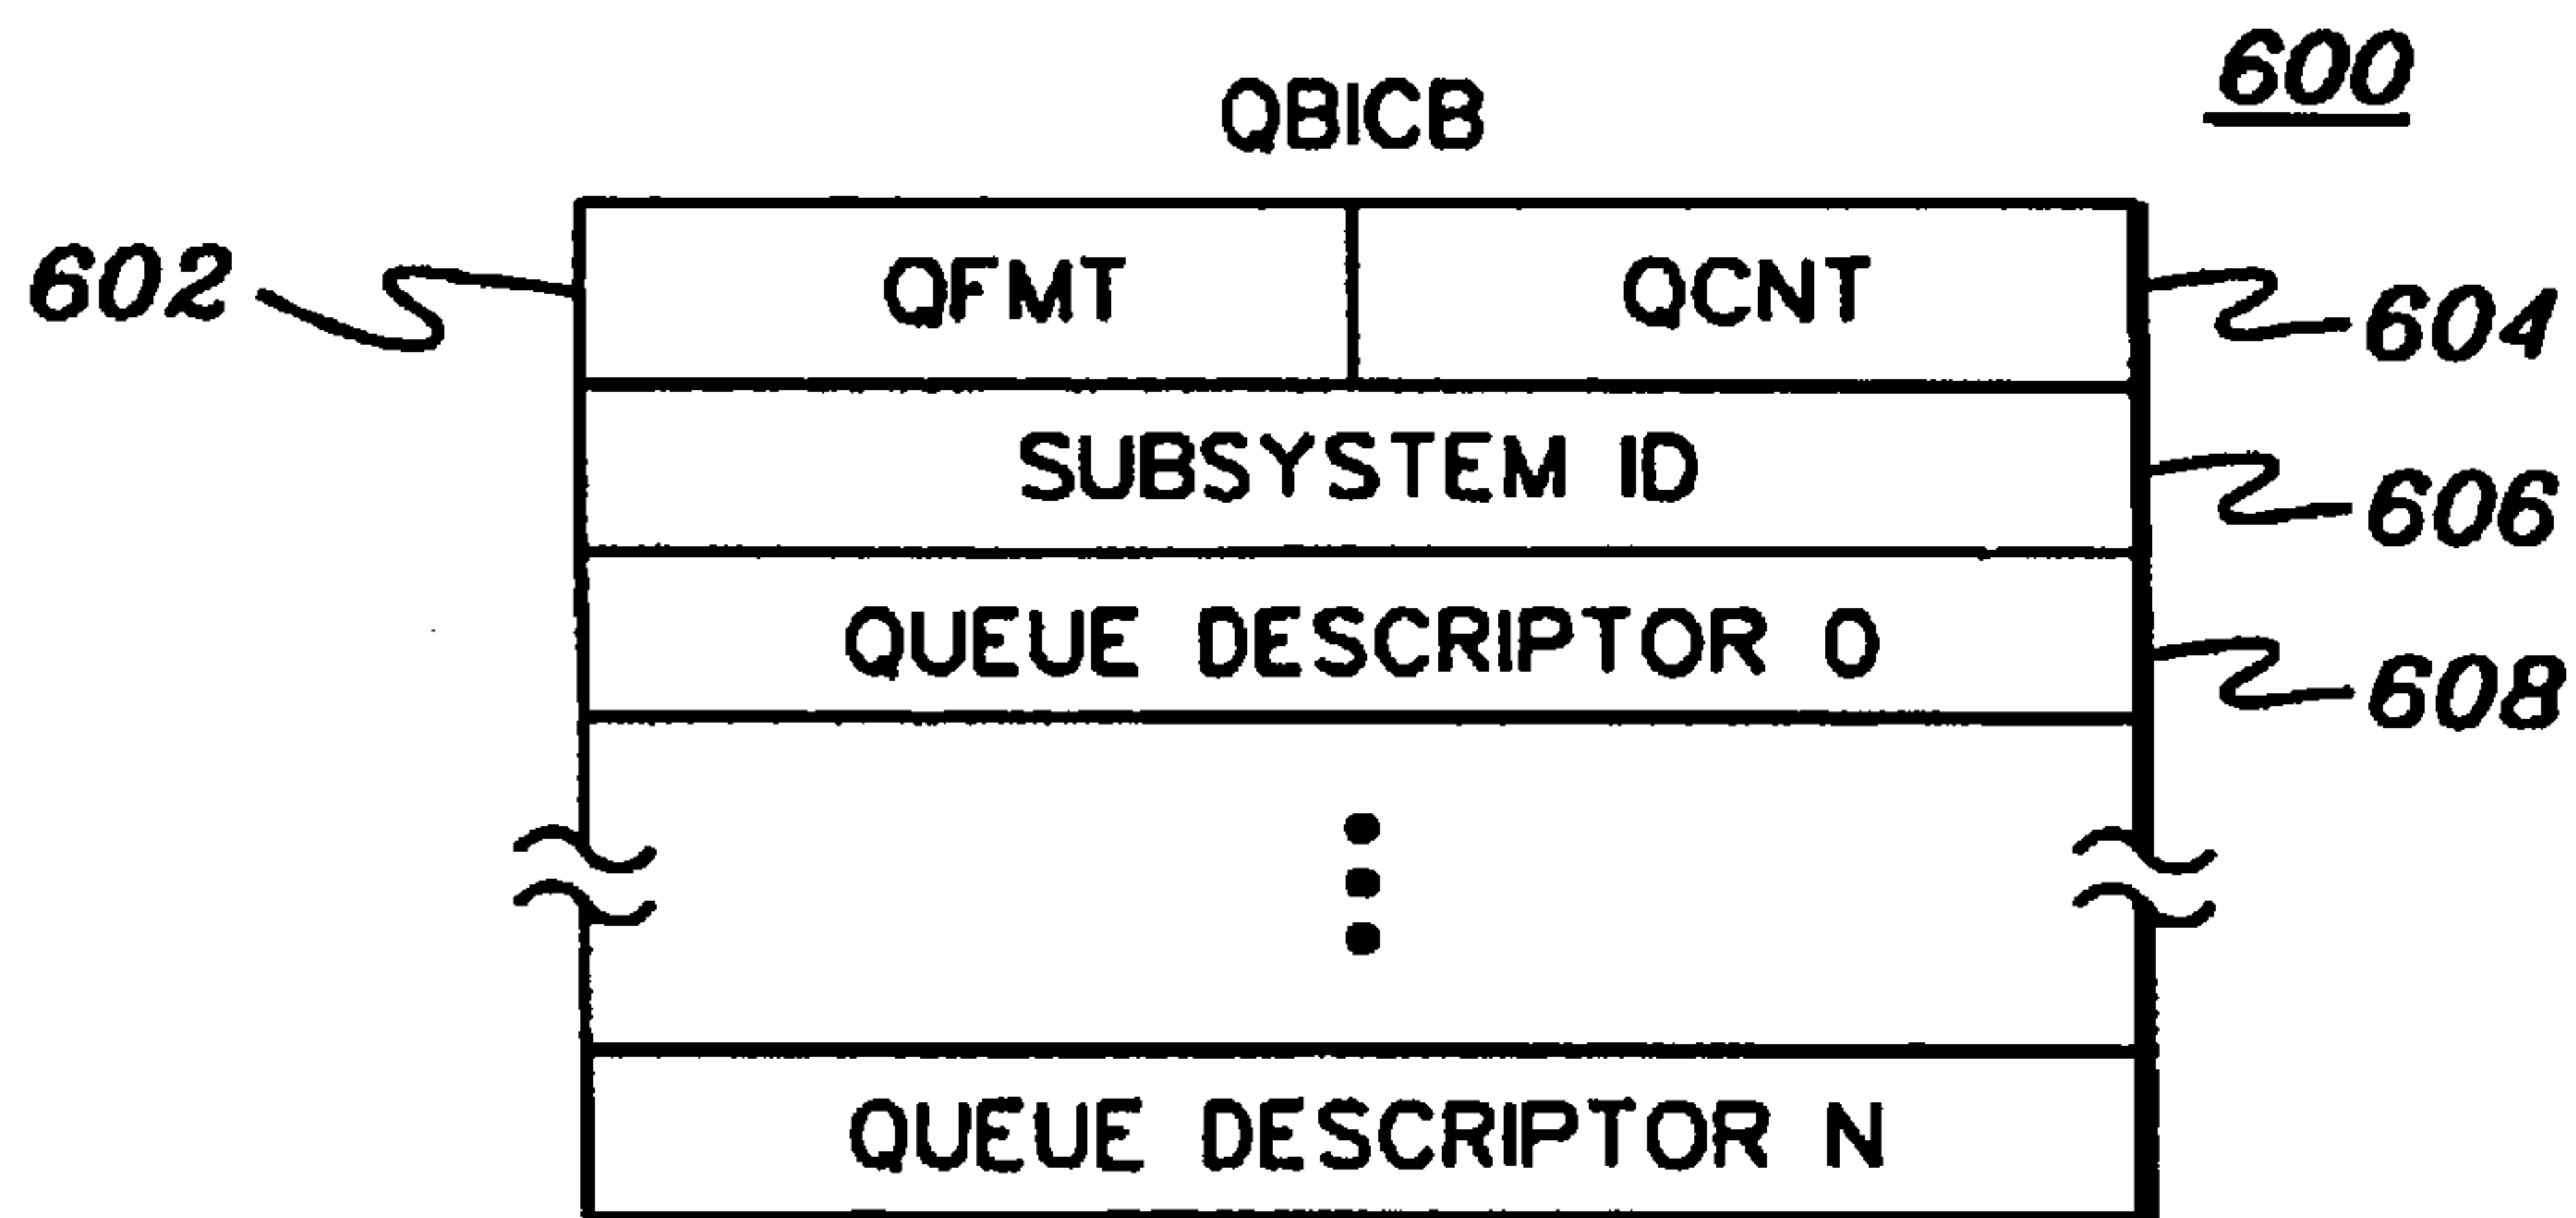 600
QBICB
602 QFMT QCNT 604
SUBSYSTEM ID 606
QUEUE DESCRIPTOR 0 608
QUEUE DESCRIPTOR N